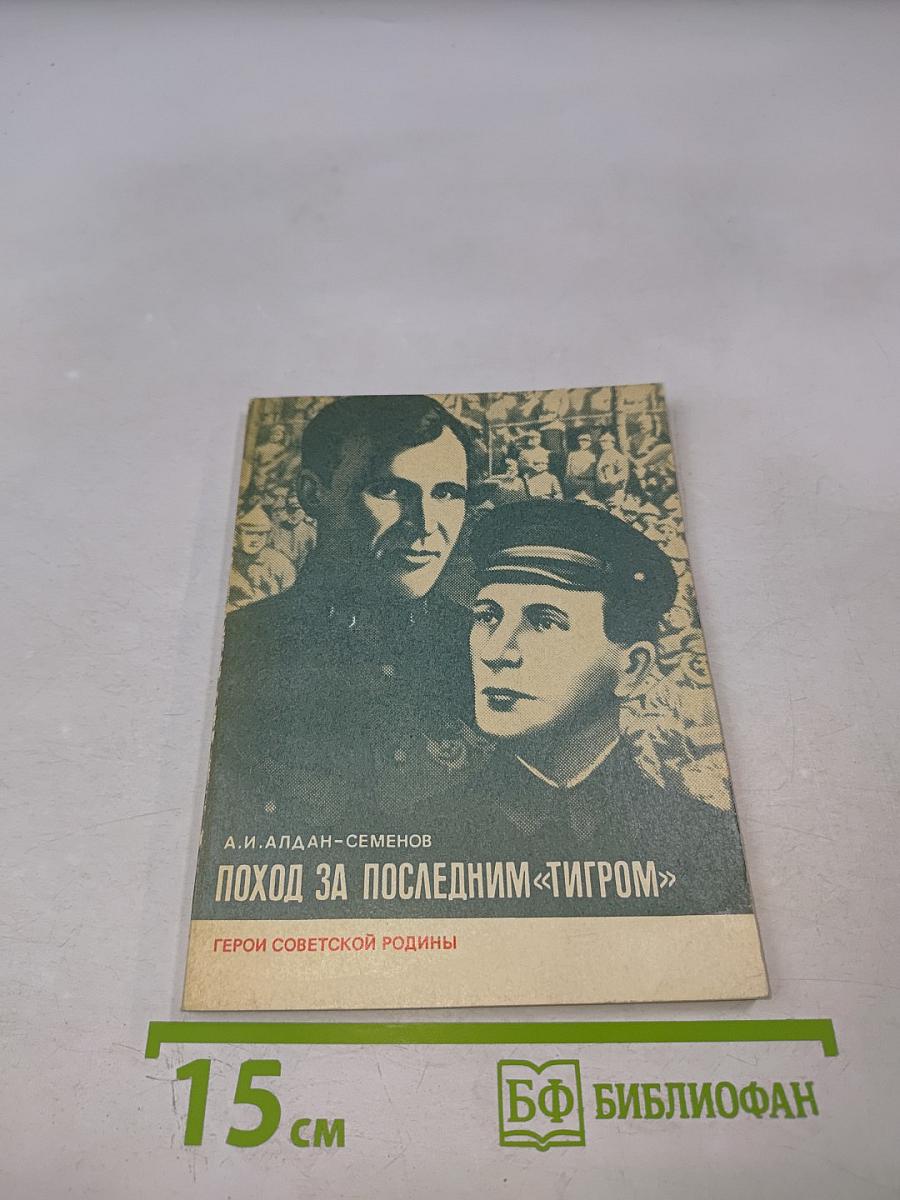 А.И.АЛДАН-СЕМЕНОВ
ПОХОД ЗА ПОСЛЕДНИМ «ТИГРОМ»
ГЕРОИ СОВЕТСКОЙ РОДИНЫ
15 см
БФ БИБЛИОФАН